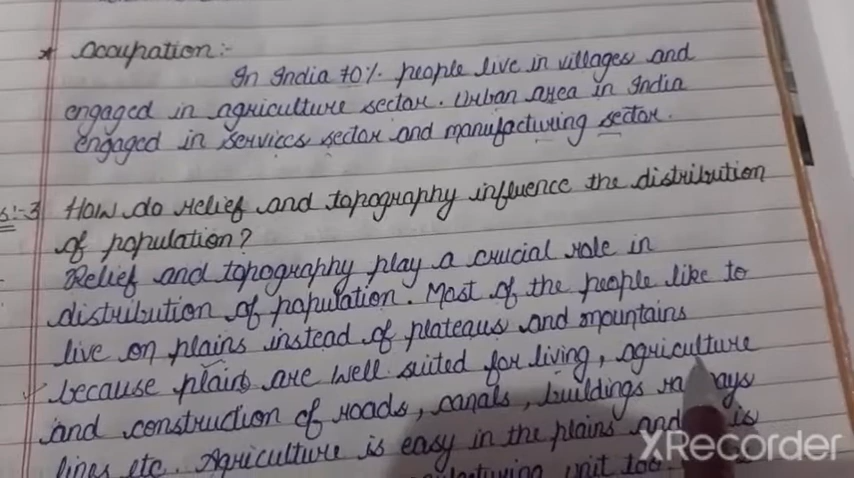 * Occupation:-
In India 70% people live in villages and
engaged in agriculture sector. Urban area in India
engaged in services sector and manufacturing sector.
s:-3 How do relief and topography influence the distribution
of population?
Relief and topography play a crucial role in
distribution of population. Most of the people like to
live on plains instead of plateaus and mountains
because plains are well suited for living, agriculture
and construction of roads, canals, buildings
lines etc. Agriculture is easy in the plains and is
unit too
XRecorder